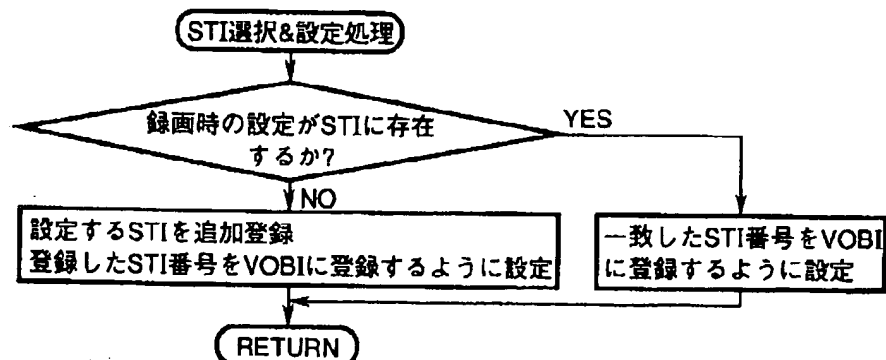 STI選択&設定処理
録画時の設定がSTIに存在
するか?
YES
NO
設定するSTIを追加登録
登録したSTI番号をVOBIに登録するように設定
一致したSTI番号をVOBI
に登録するように設定
RETURN